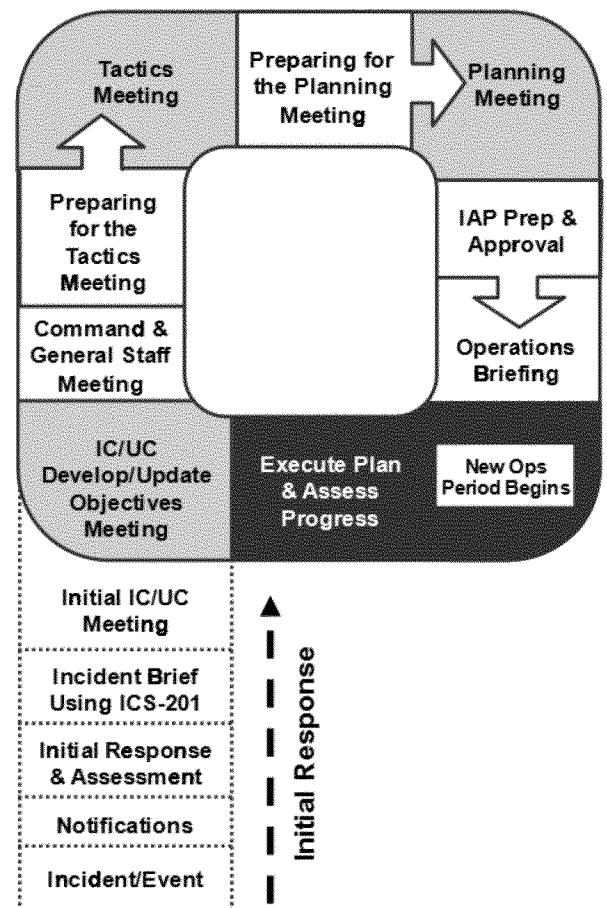 Tactics
Meeting
Preparing for
the Planning
Meeting
Planning
Meeting
Preparing
for the
Tactics
Meeting
IAP Prep &
Approval
Command &
General Staff
Meeting
Operations
Briefing
IC/UC
Develop/Update
Objectives
Meeting
Execute Plan
& Assess
Progress
New Ops
Period Begins
Initial IC/UC
Meeting
Incident Brief
Using ICS-201
Initial Response
& Assessment
Notifications
Incident/Event
Initial Response